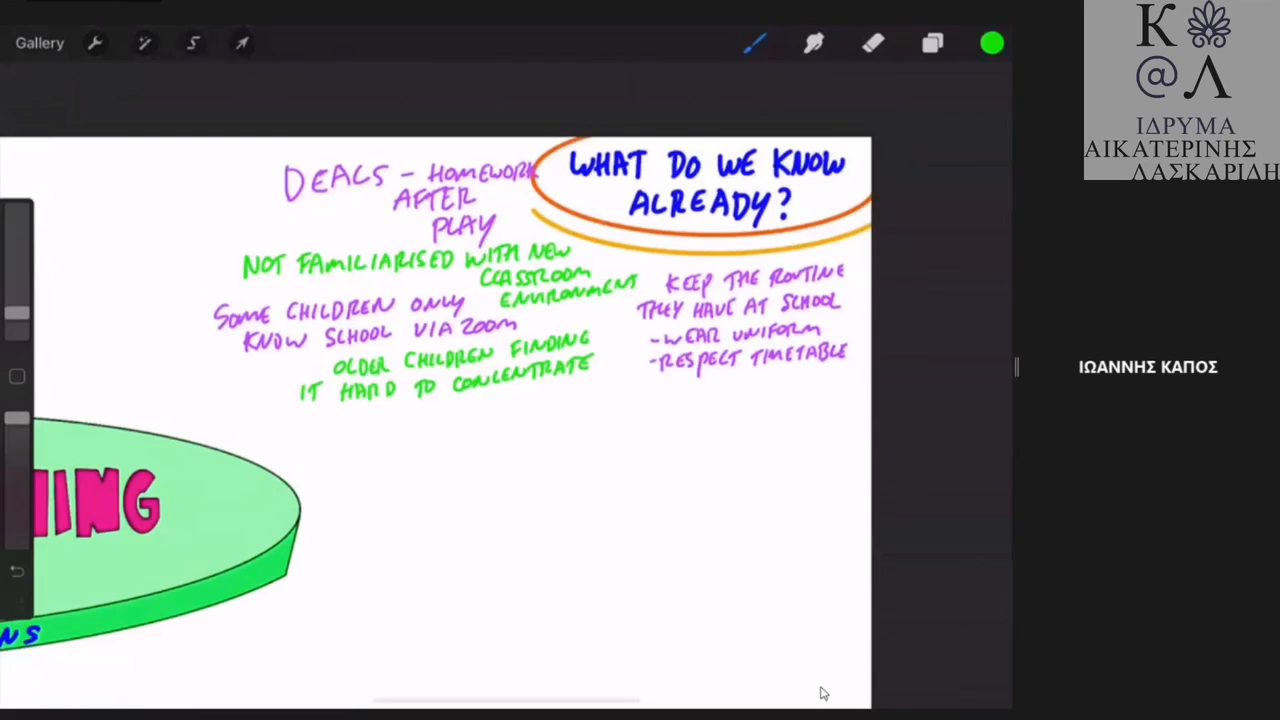 Gallery
Κ
@Λ
ΙΔΡΥΜΑ
ΑΙΚΑΤΕΡΙΝΗΣ
ΛΑΣΚΑΡΙΔΗ
WHAT DO WE KNOW
ALREADY?
DEALS - HOMEWORK
AFTER
PLAY
NOT FAMILIARISED WITH NEW
CLASSROOM
ENVIRONMENT
SOME CHILDREN ONLY
KNOW SCHOOL VIA ZOOM
OLDER CHILDREN FINDING
IT HARD TO CONCENTRATE
KEEP THE ROUTINE
THEY HAVE AT SCHOOL
-WEAR UNIFORM
-RESPECT TIMETABLE
ΙΩΑΝΝΗΣ ΚΑΠΟΣ
NING
NS